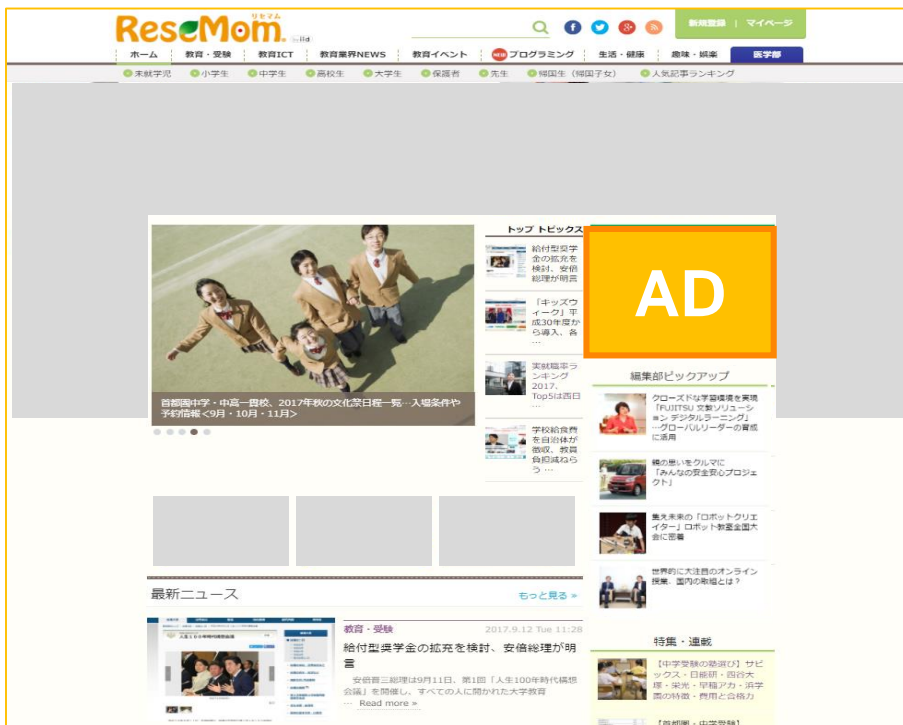 リセマム
ReseMom.
by iid
新規登録 | マイページ
ホーム
教育・受験
教育ICT
教育業界NEWS
教育イベント
NEW プログラミング
生活・健康
趣味・娯楽
医学部
未就学児
小学生
中学生
高校生
大学生
保護者
先生
帰国生（帰国子女）
人気記事ランキング
首都圏中学・中高一貫校、2017年秋の文化祭日程一覧…入場条件や
予約情報<9月・10月・11月>
トップ トピックス
給付型奨学
金の拡充を
検討、安倍
総理が明言
「キッズウ
ィーク」平
成30年度か
ら導入、各
…
実就職率ラ
ンキング
2017、
Top5は西日
…
学校給食費
を自治体が
徴収、教員
負担減ねら
う …
AD
編集部ピックアップ
クローズドな学習環境を実現
「FUJITSU 文教ソリューシ
ョン デジタルラーニング」
…グローバルリーダーの育成
に活用
親の思いをクルマに
「みんなの安全安心プロジェ
クト」
集え未来の「ロボットクリエ
イター」ロボット教室全国大
会に密着
世界的に大注目のオンライン
授業、国内の取組とは？
最新ニュース
もっと見る »
教育・受験
2017.9.12 Tue 11:28
給付型奨学金の拡充を検討、安倍総理が明
言
安倍晋三総理は9月11日、第1回「人生100年時代構想
会議」を開催し、すべての人に開かれた大学教育
… Read more »
特集・連載
【中学受験の塾選び】サピ
ックス・日能研・四谷大
塚・栄光・早稲アカ・浜学
園の特徴・費用と合格力
【首都圏・中学受験】